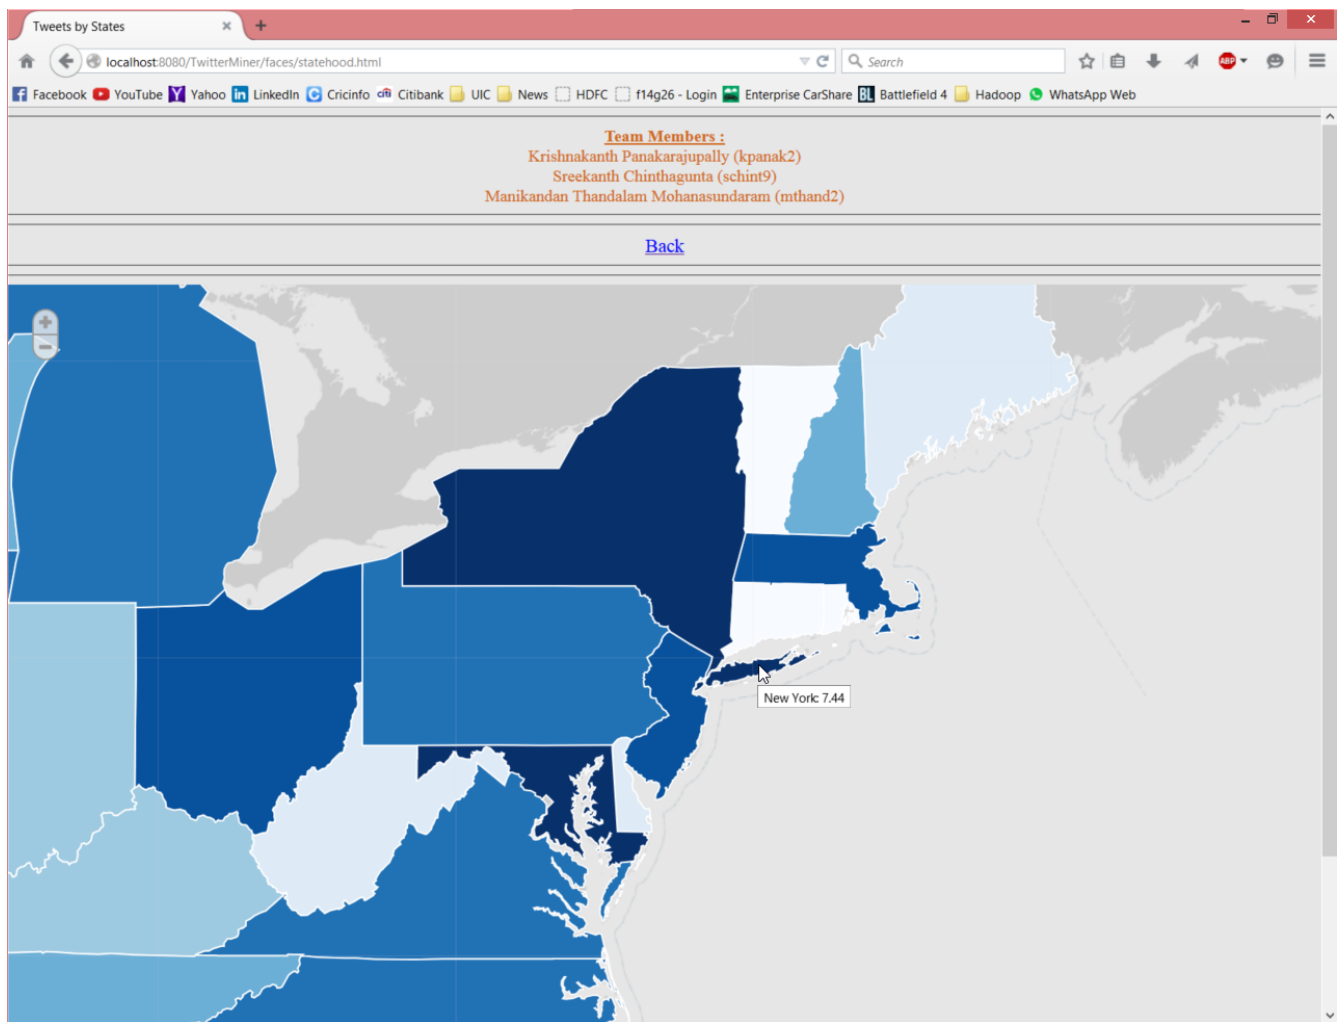 Tweets by States
localhost:8080/TwitterMiner/faces/statehood.html
Search
ABP
Facebook YouTube Yahoo LinkedIn Cricinfo Citibank UIC News HDFC f14g26 - Login Enterprise CarShare Battlefield 4 Hadoop WhatsApp Web
Team Members :
Krishnakanth Panakarajupally (kpanak2)
Sreekanth Chinthagunta (schint9)
Manikandan Thandalam Mohanasundaram (mthand2)
Back
New York: 7.44